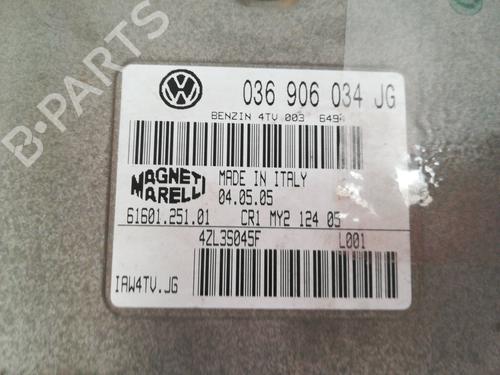 036 906 034 JG
BENZIN 4TV 003
MAGNETI MARELLI
MADE IN ITALY
04.05.05
61601.251.01 CR1 MY2 124 05
4ZL3S045F L001
IAW4TV.JG
B-PARTS